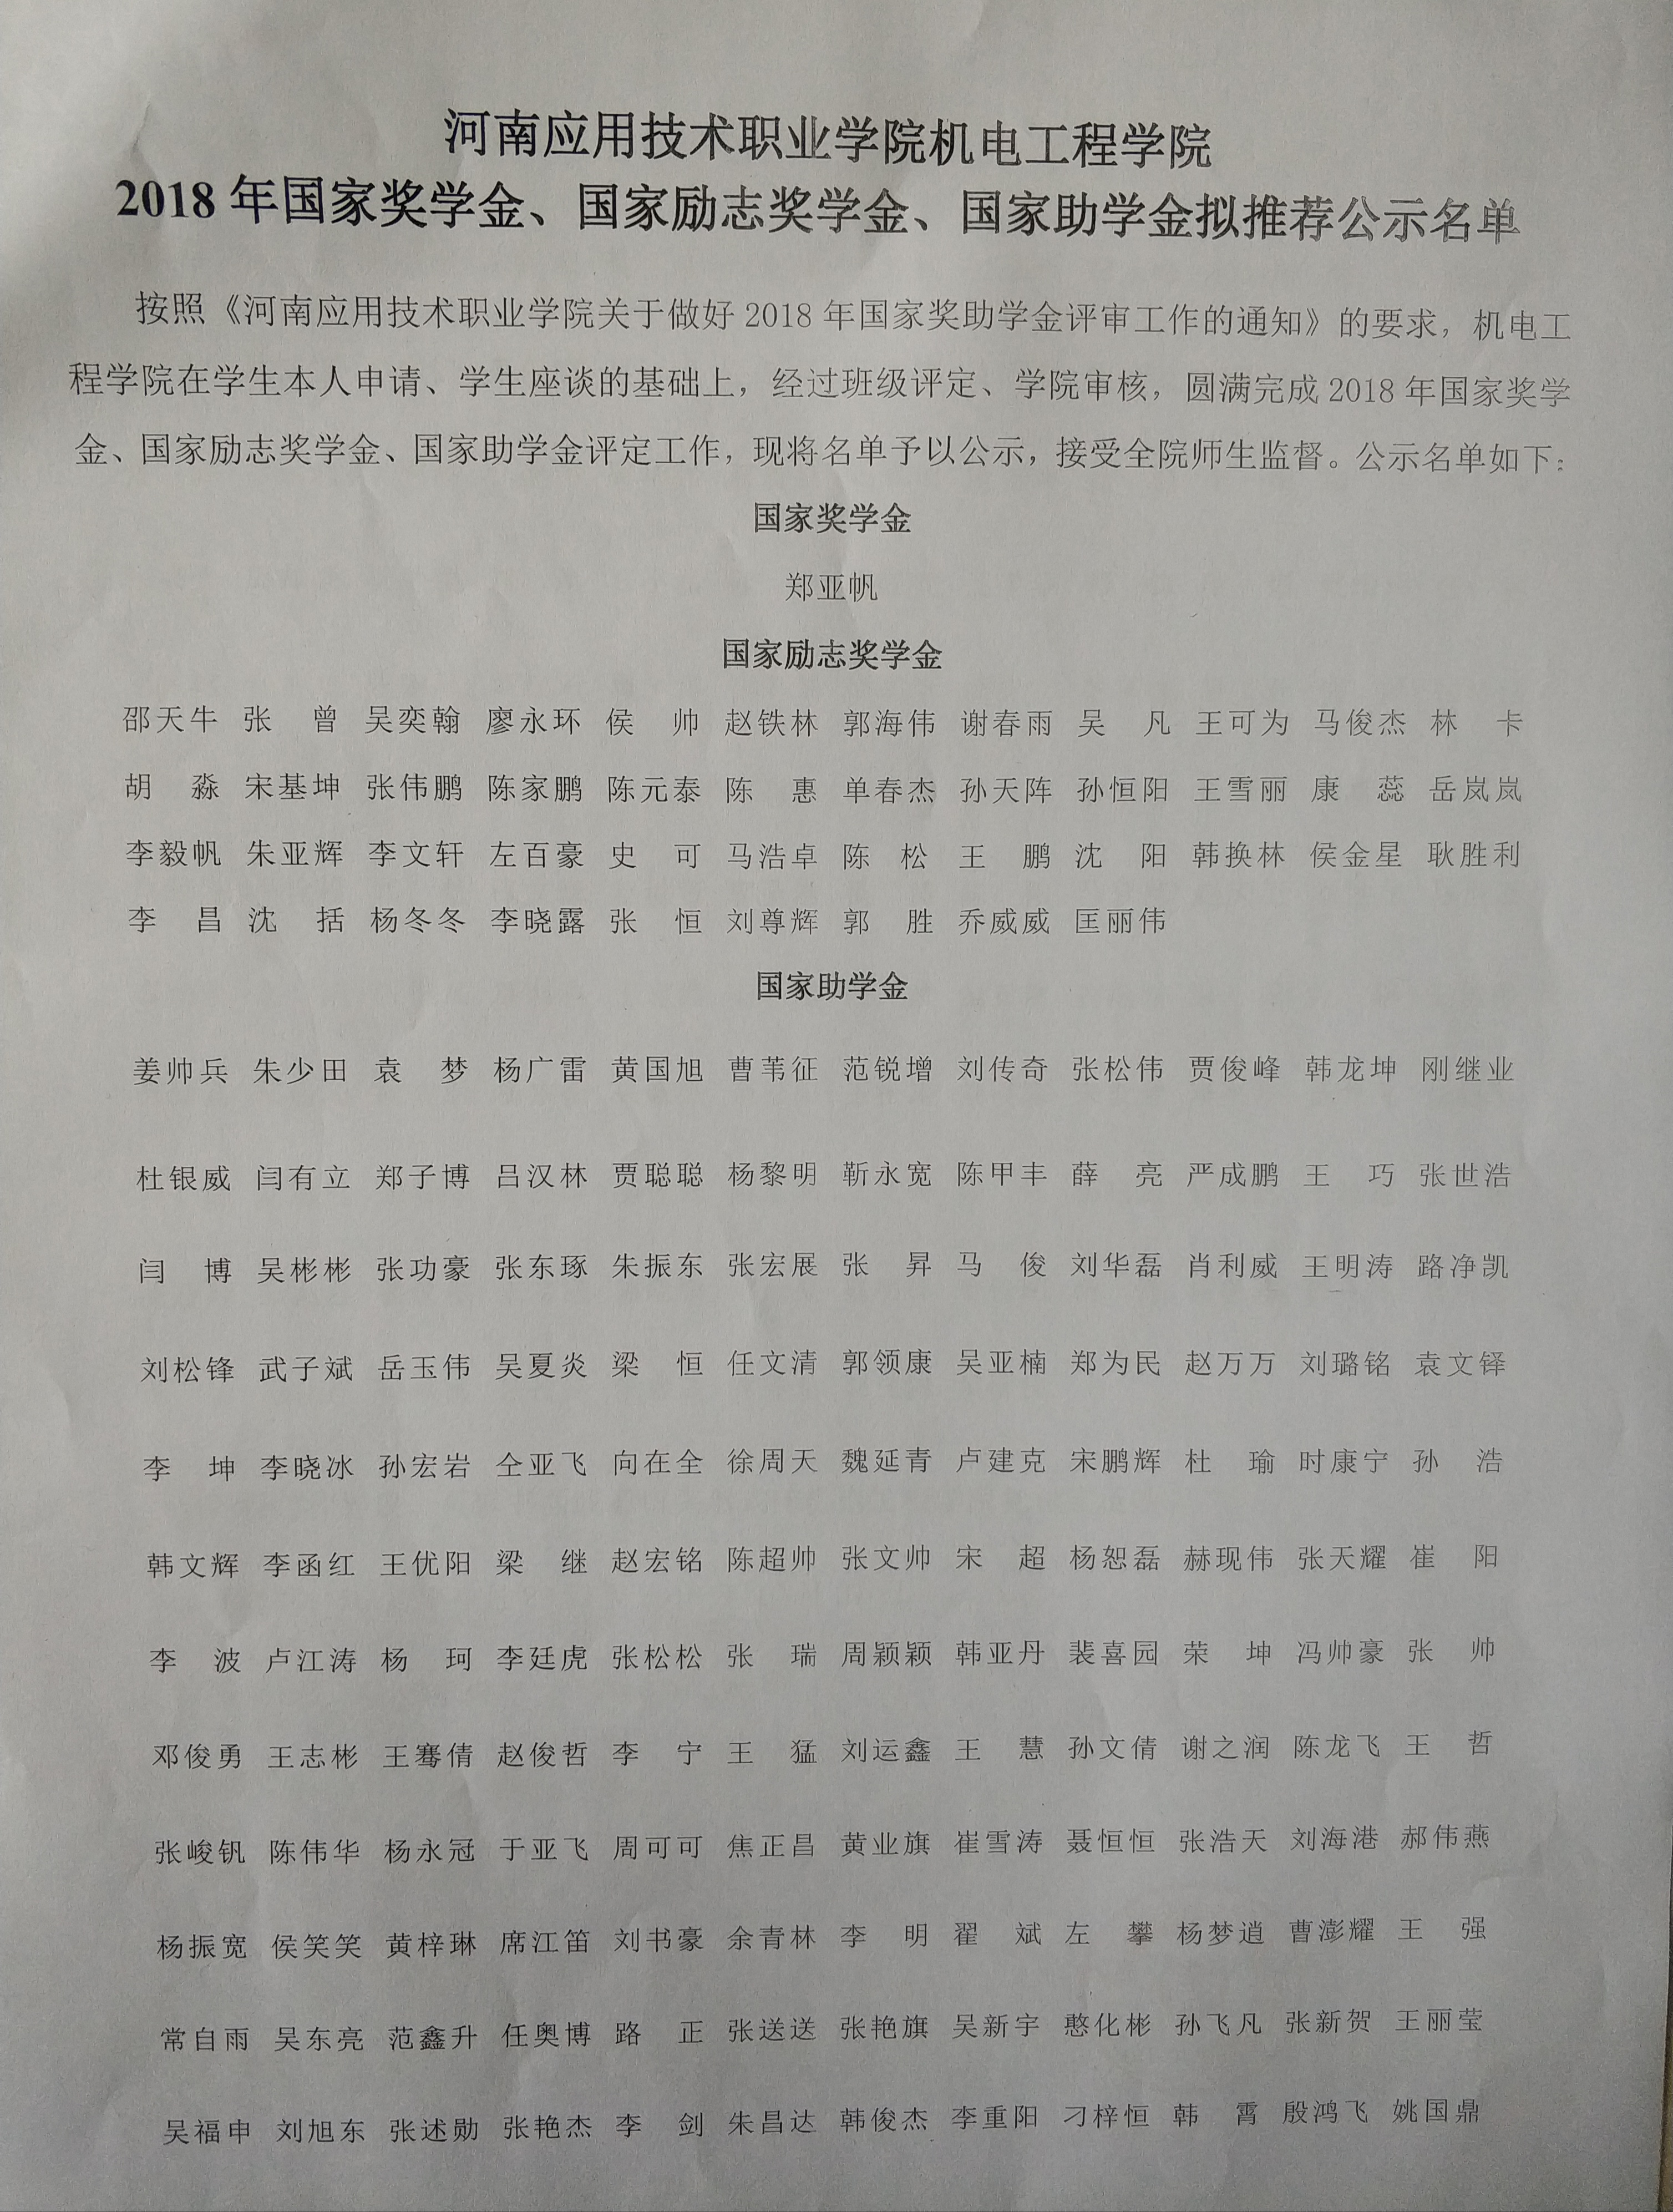 河南应用技术职业学院机电工程学院
2018 年国家奖学金、国家励志奖学金、国家助学金拟推荐公示名单
按照《河南应用技术职业学院关于做好 2018 年国家奖助学金评审工作的通知》的要求，机电工
程学院在学生本人申请、学生座谈的基础上，经过班级评定、学院审核，圆满完成 2018 年国家奖学
金、国家励志奖学金、国家助学金评定工作，现将名单予以公示，接受全院师生监督。公示名单如下：
国家奖学金
郑亚帆
国家励志奖学金
邵天牛 张 曾 吴奕翰 廖永环 侯 帅 赵铁林 郭海伟 谢春雨 吴 凡 王可为 马俊杰 林 卡
胡 淼 宋基坤 张伟鹏 陈家鹏 陈元泰 陈 惠 单春杰 孙天阵 孙恒阳 王雪丽 康 蕊 岳岚岚
李毅帆 朱亚辉 李文轩 左百豪 史 可 马浩卓 陈 松 王 鹏 沈 阳 韩换林 侯金星 耿胜利
李 昌 沈 括 杨冬冬 李晓露 张 恒 刘尊辉 郭 胜 乔威威 匡丽伟
国家助学金
姜帅兵 朱少田 袁 梦 杨广雷 黄国旭 曹苇征 范锐增 刘传奇 张松伟 贾俊峰 韩龙坤 刚继业
杜银威 闫有立 郑子博 吕汉林 贾聪聪 杨黎明 靳永宽 陈甲丰 薛 亮 严成鹏 王 巧 张世浩
闫 博 吴彬彬 张功豪 张东琢 朱振东 张宏展 张 昇 马 俊 刘华磊 肖利威 王明涛 路净凯
刘松锋 武子斌 岳玉伟 吴夏炎 梁 恒 任文清 郭领康 吴亚楠 郑为民 赵万万 刘璐铭 袁文铎
李 坤 李晓冰 孙宏岩 仝亚飞 向在全 徐周天 魏延青 卢建克 宋鹏辉 杜 瑜 时康宁 孙 浩
韩文辉 李函红 王优阳 梁 继 赵宏铭 陈超帅 张文帅 宋 超 杨恕磊 赫现伟 张天耀 崔 阳
李 波 卢江涛 杨 珂 李廷虎 张松松 张 瑞 周颖颖 韩亚丹 裴喜园 荣 坤 冯帅豪 张 帅
邓俊勇 王志彬 王骞倩 赵俊哲 李 宁 王 猛 刘运鑫 王 慧 孙文倩 谢之润 陈龙飞 王 哲
张峻钒 陈伟华 杨永冠 于亚飞 周可可 焦正昌 黄业旗 崔雪涛 聂恒恒 张浩天 刘海港 郝伟燕
杨振宽 侯笑笑 黄梓琳 席江笛 刘书豪 余青林 李 明 翟 斌 左 攀 杨梦逍 曹澎耀 王 强
常自雨 吴东亮 范鑫升 任奥博 路 正 张送送 张艳旗 吴新宇 憨化彬 孙飞凡 张新贺 王丽莹
吴福申 刘旭东 张述勋 张艳杰 李 剑 朱昌达 韩俊杰 李重阳 刁梓恒 韩 霄 殷鸿飞 姚国鼎